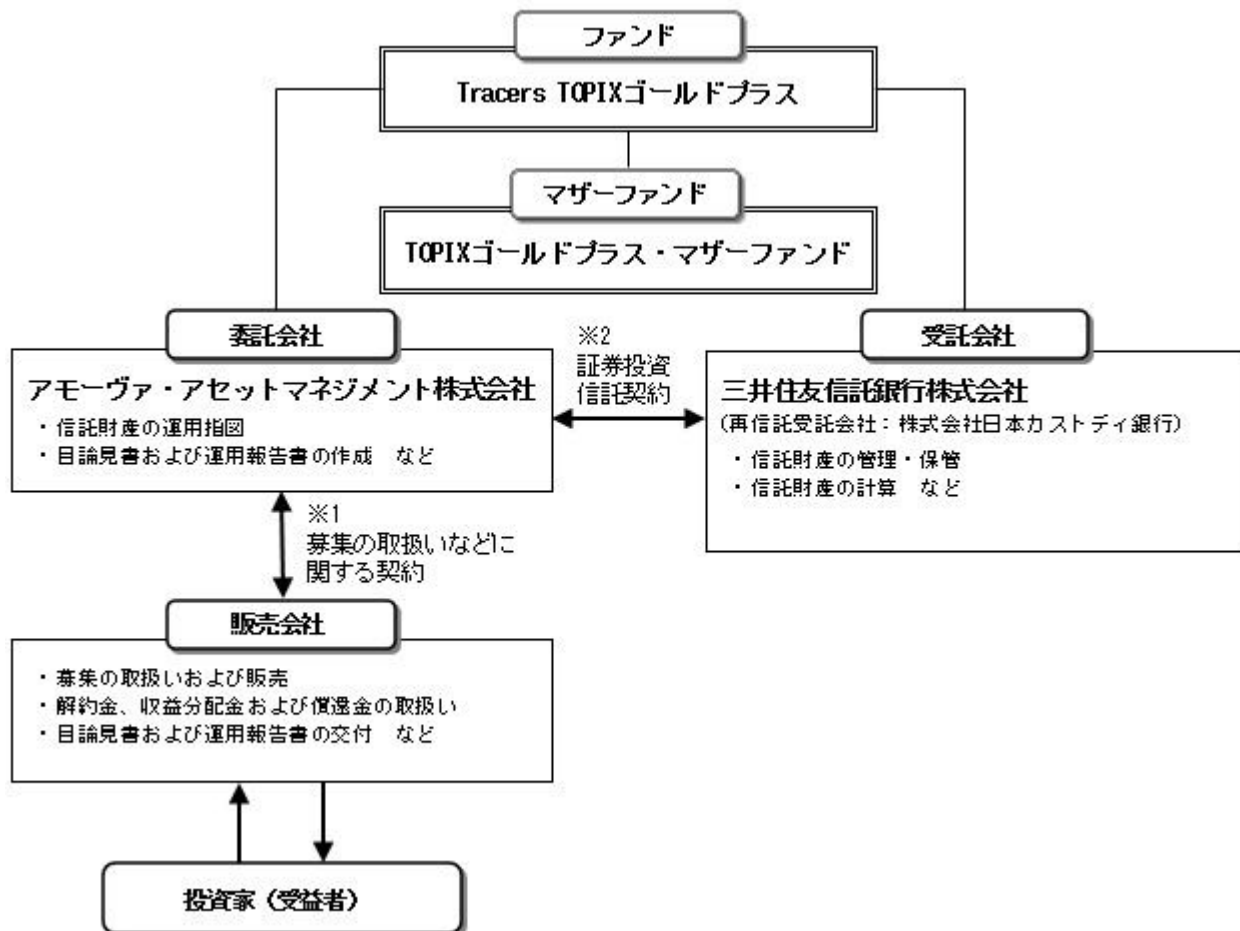 ファンド
Tracers TOPIXゴールドプラス
マザーファンド
TOPIXゴールドプラス・マザーファンド
委託会社
アモーヴァ・アセットマネジメント株式会社
・信託財産の運用指図
・目論見書および運用報告書の作成　など
※2
証券投資
信託契約
受託会社
三井住友信託銀行株式会社
(再信託受託会社：株式会社日本カストディ銀行)
・信託財産の管理・保管
・信託財産の計算　など
※1
募集の取扱いなどに
関する契約
販売会社
・募集の取扱いおよび販売
・解約金、収益分配金および償還金の取扱い
・目論見書および運用報告書の交付　など
投資家（受益者）